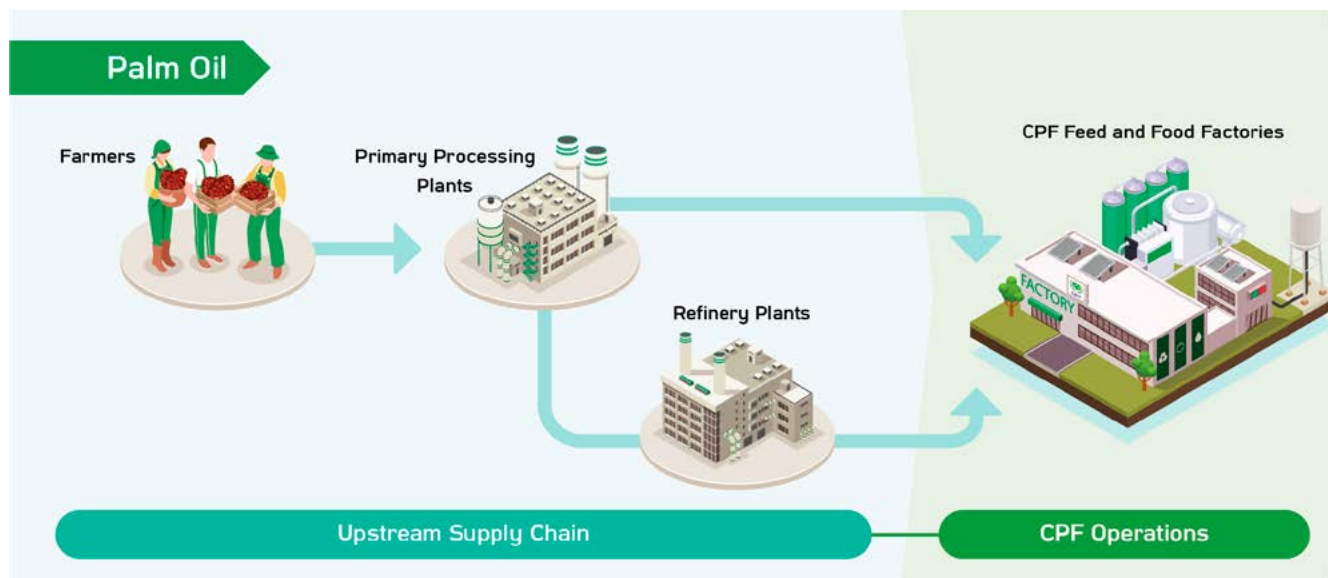 Palm Oil
Farmers
Primary Processing
Plants
CPF Feed and Food Factories
FACTORY
Refinery Plants
Upstream Supply Chain
CPF Operations